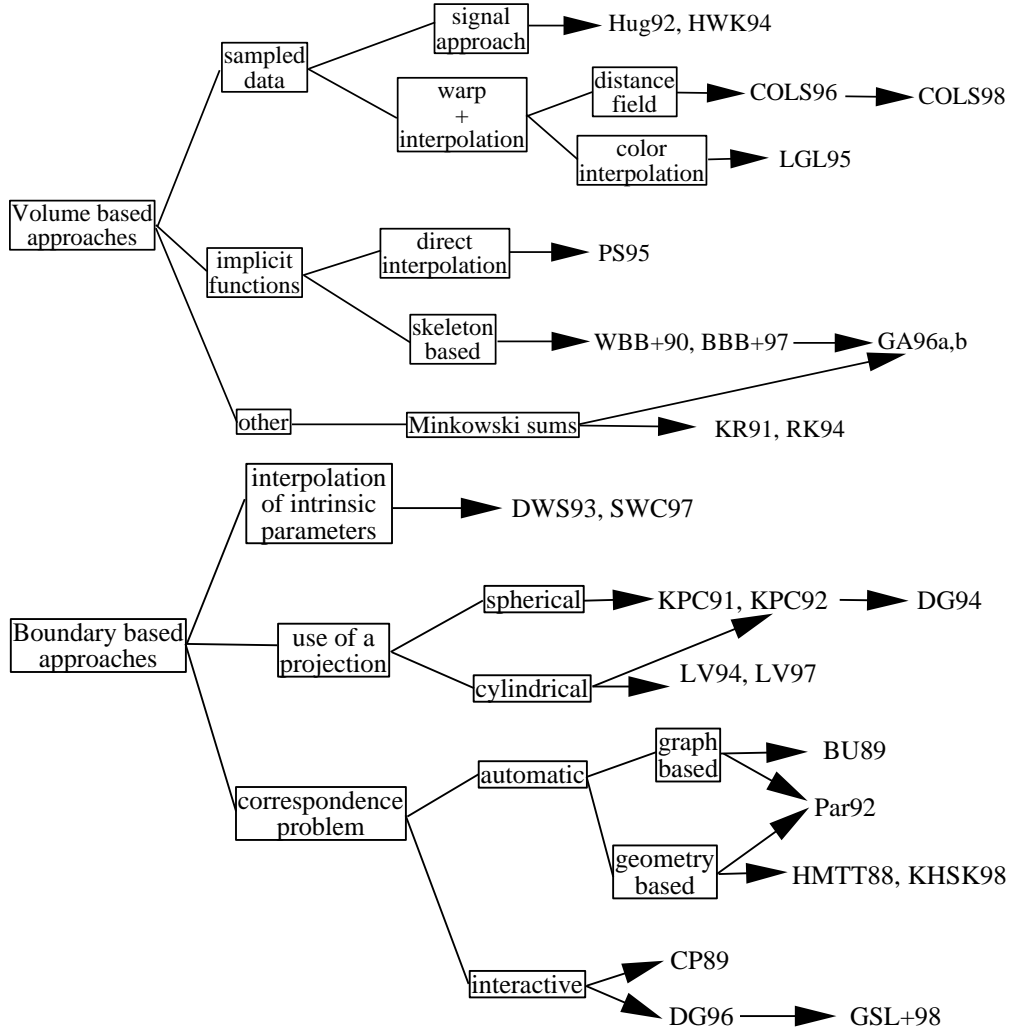 signal
approach
Hug92, HWK94
sampled
data
warp
+
interpolation
distance
field
COLS96
COLS98
color
interpolation
LGL95
Volume based
approaches
implicit
functions
direct
interpolation
PS95
skeleton
based
WBB+90, BBB+97
GA96a,b
other
Minkowski sums
KR91, RK94
interpolation
of intrinsic
parameters
DWS93, SWC97
Boundary based
approaches
use of a
projection
spherical
KPC91, KPC92
DG94
cylindrical
LV94, LV97
correspondence
problem
automatic
graph
based
BU89
Par92
geometry
based
HMTT88, KHSK98
interactive
CP89
DG96
GSL+98